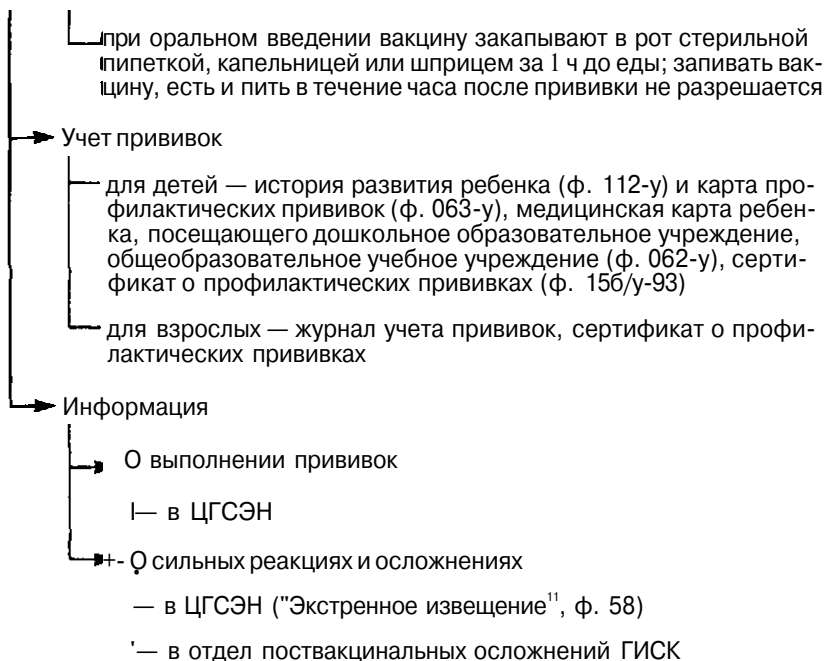 при оральном введении вакцину закапывают в рот стерильной
пипеткой, капельницей или шприцем за 1 ч до еды; запивать вак-
цину, есть и пить в течение часа после прививки не разрешается
Учет прививок
для детей — история развития ребенка (ф. 112-у) и карта про-
филактических прививок (ф. 063-у), медицинская карта ребен-
ка, посещающего дошкольное образовательное учреждение,
общеобразовательное учебное учреждение (ф. 062-у), серти-
фикат о профилактических прививках (ф. 15б/у-93)
для взрослых — журнал учета прививок, сертификат о профи-
лактических прививках
Информация
О выполнении прививок
I— в ЦГСЭН
+- О сильных реакциях и осложнениях
— в ЦГСЭН ("Экстренное извещение11, ф. 58)
'— в отдел поствакцинальных осложнений ГИСК